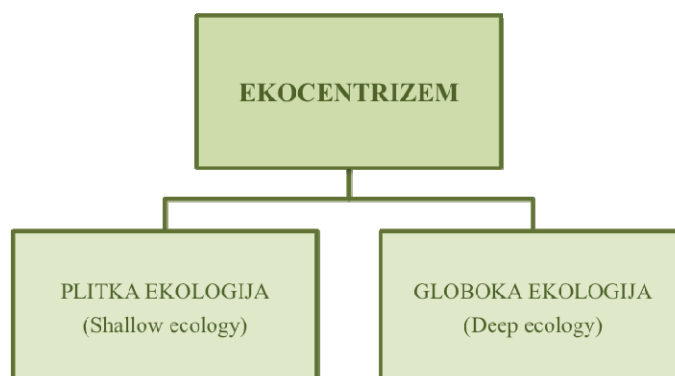 EKOCENTRIZEM
PLITKA EKOLOGIJA
(Shallow ecology)
GLOBOKA EKOLOGIJA
(Deep ecology)